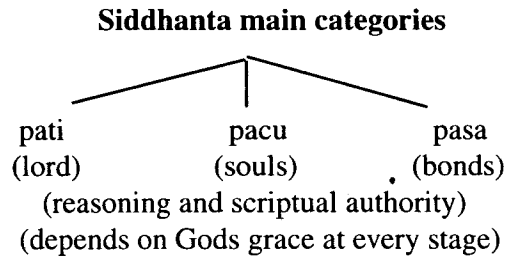 Siddhanta main categories
pati pacu pasa
(lord) (souls) (bonds)
(reasoning and scriptual authority)
(depends on Gods grace at every stage)